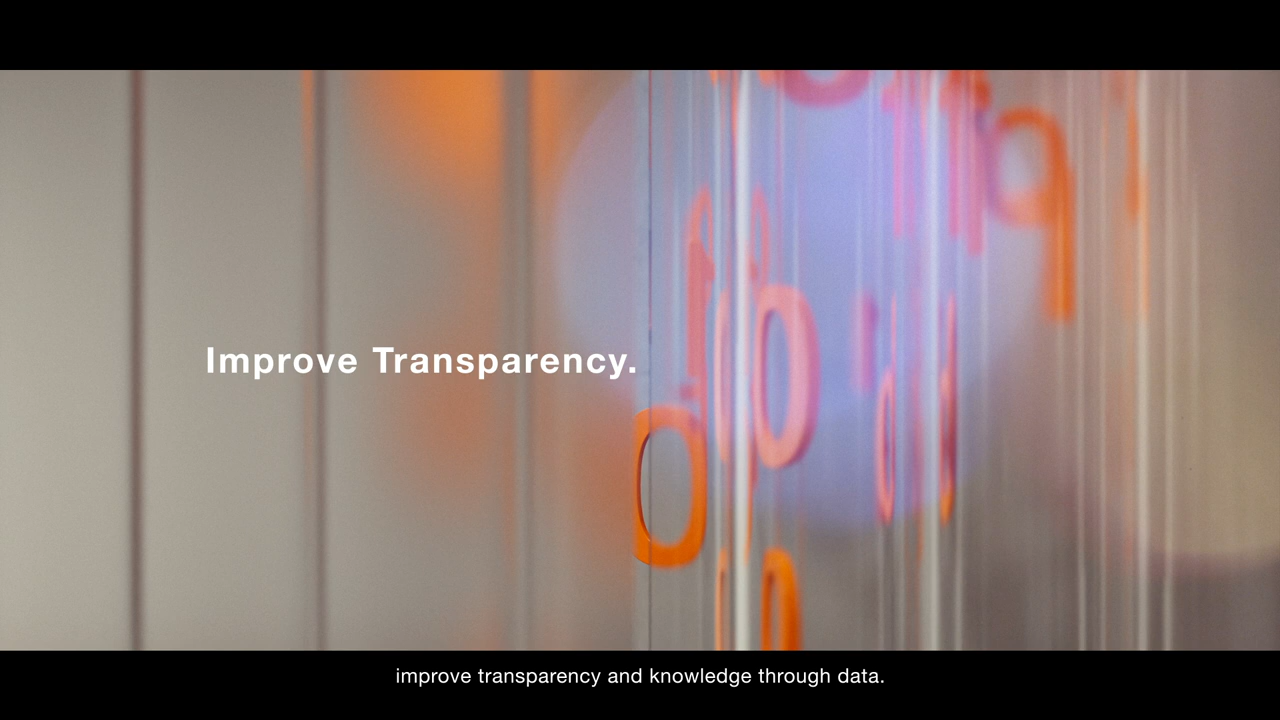 Improve Transparency.
improve transparency and knowledge through data.